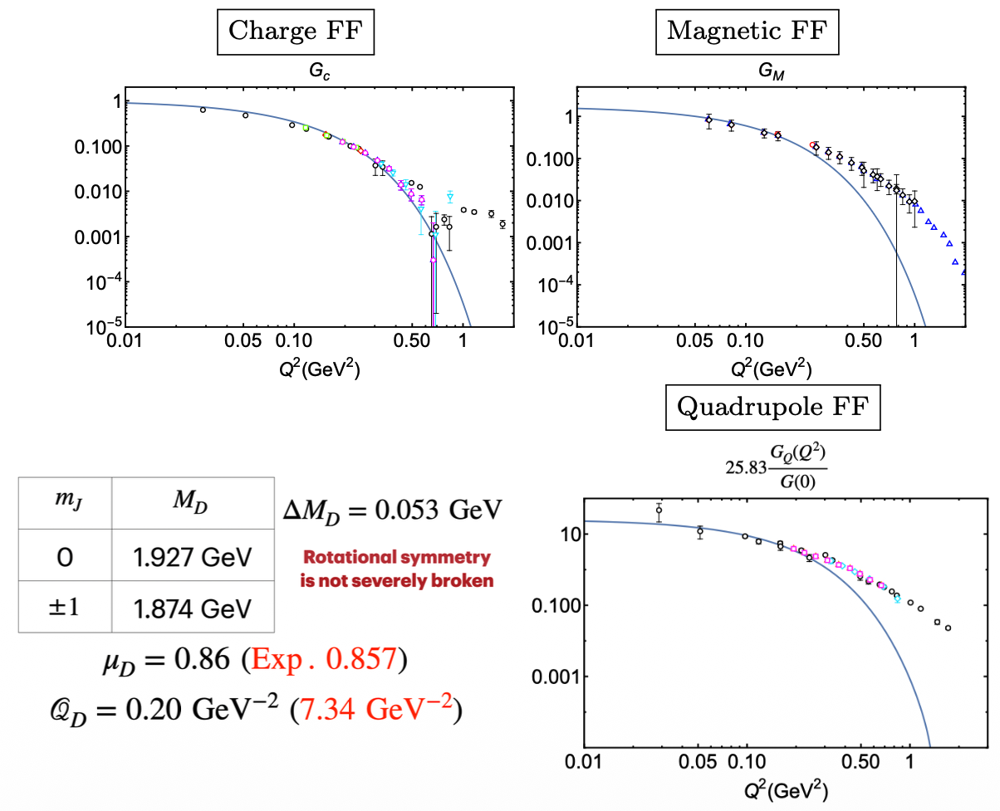 Charge FF
G_c
1
0.100
0.010
0.001
10^-4
10^-5
0.01 0.05 0.10 0.50 1
Q^2(GeV^2)
Magnetic FF
G_M
1
0.100
0.010
0.001
10^-4
10^-5
0.01 0.05 0.10 0.50 1
Q^2(GeV^2)
m_J M_D
0 1.927 GeV
±1 1.874 GeV
ΔM_D = 0.053 GeV
Rotational symmetry
is not severely broken
μ_D = 0.86 (Exp. 0.857)
𝒬_D = 0.20 GeV^-2 (7.34 GeV^-2)
Quadrupole FF
25.83 G_Q(Q^2)/G(0)
10
0.100
0.001
0.01 0.05 0.10 0.50 1
Q^2(GeV^2)